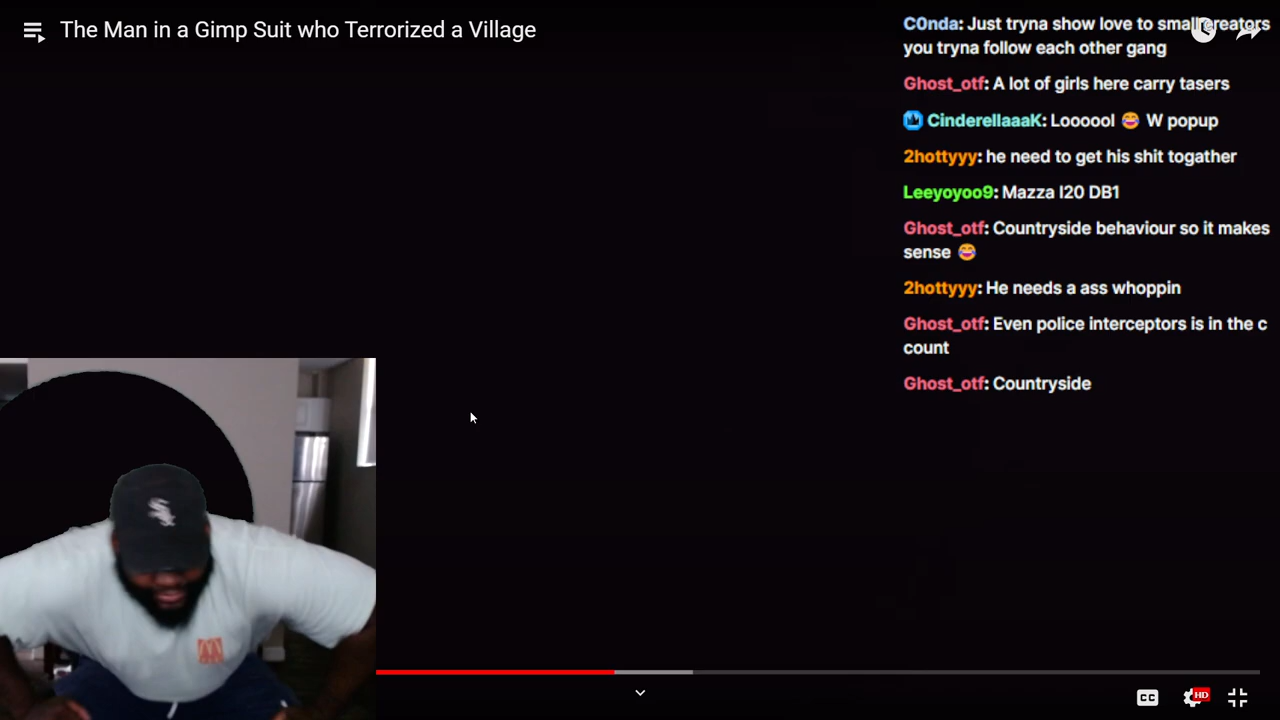 The Man in a Gimp Suit who Terrorized a Village
C0nda: Just tryna show love to small creators
you tryna follow each other gang
Ghost_otf: A lot of girls here carry tasers
CinderellaaaK: Loooool 😂 W popup
2hottyyy: he need to get his shit togather
Leeyoyoo9: Mazza l20 DB1
Ghost_otf: Countryside behaviour so it makes
sense 😂
2hottyyy: He needs a ass whoppin
Ghost_otf: Even police interceptors is in the c
count
Ghost_otf: Countryside
CC
HD